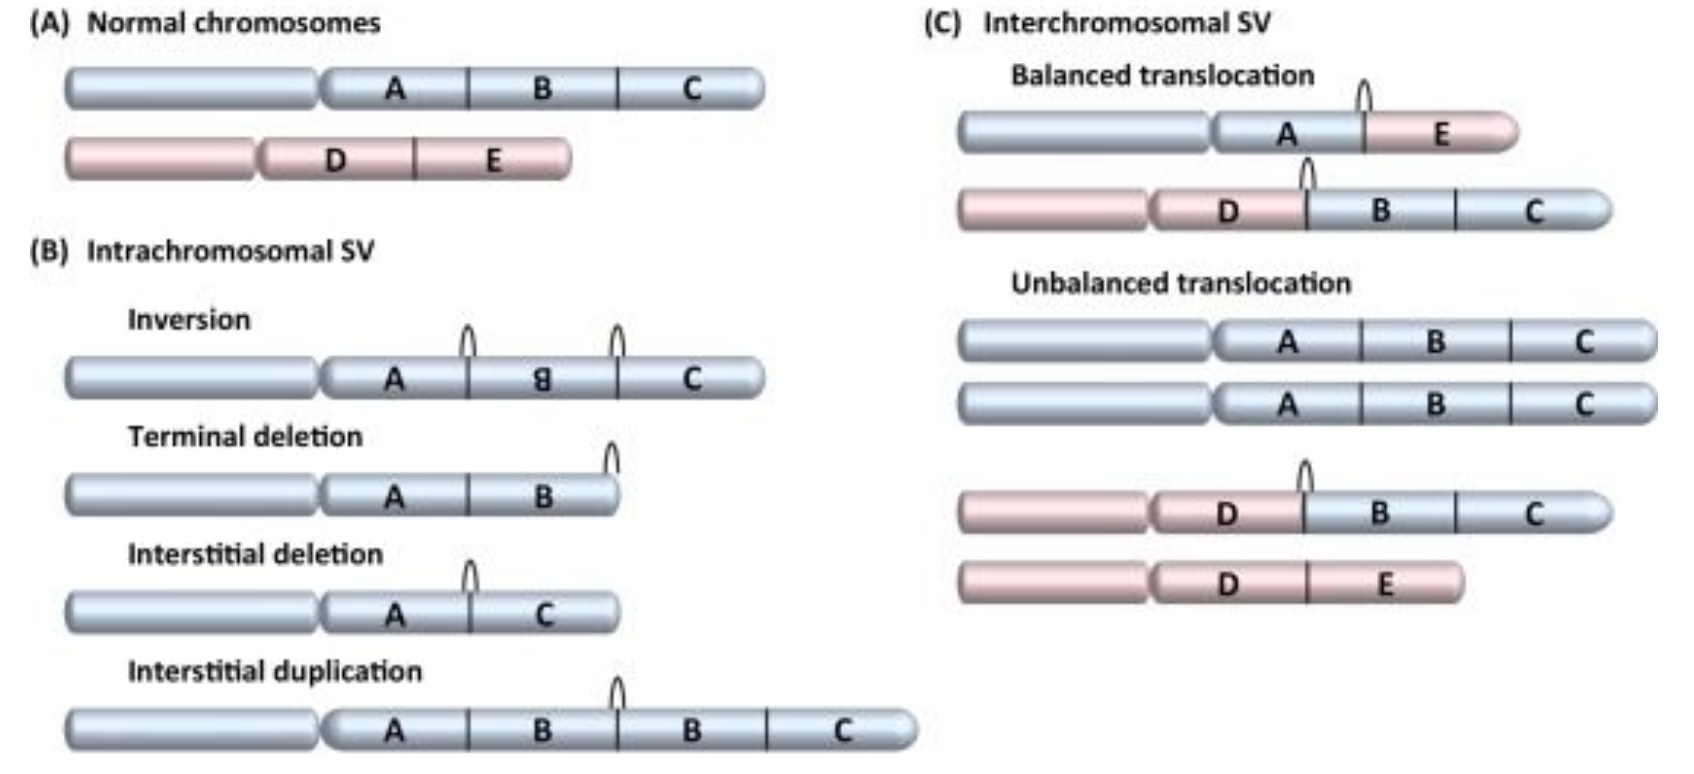 (A) Normal chromosomes
A B C
D E
(B) Intrachromosomal SV
Inversion
A B C
Terminal deletion
A B
Interstitial deletion
A C
Interstitial duplication
A B B C
(C) Interchromosomal SV
Balanced translocation
A E
D B C
Unbalanced translocation
A B C
A B C
D B C
D E